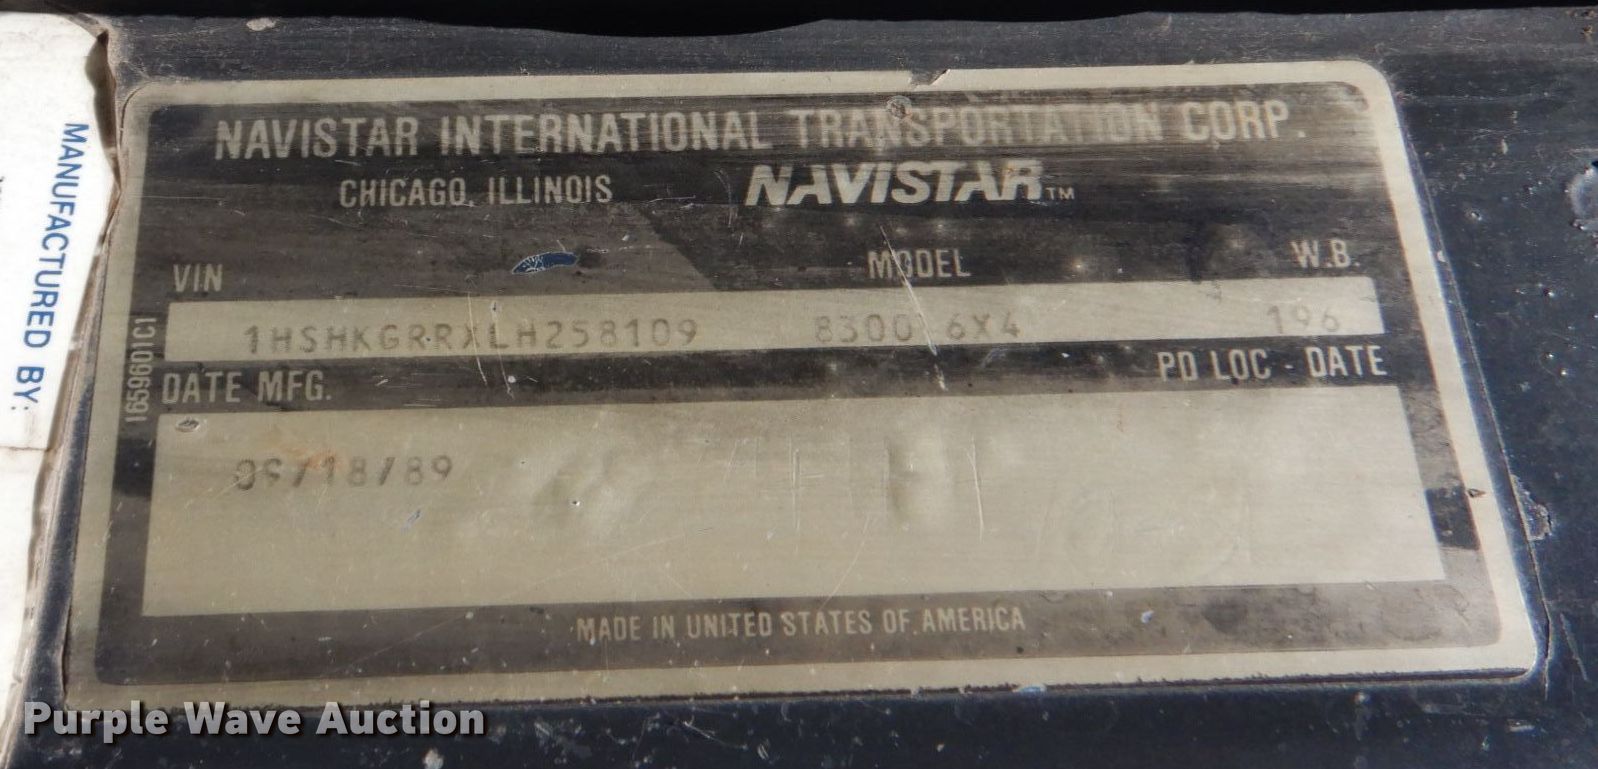 MANUFACTURED BY:
NAVISTAR INTERNATIONAL TRANSPORTATION CORP.
CHICAGO, ILLINOIS NAVISTAR™
VIN MODEL W.B.
1HSHKGRRXLH258109 8300 6X4 196
1659601C1
DATE MFG. PD LOC - DATE
09/18/89
MADE IN UNITED STATES OF AMERICA
Purple Wave Auction